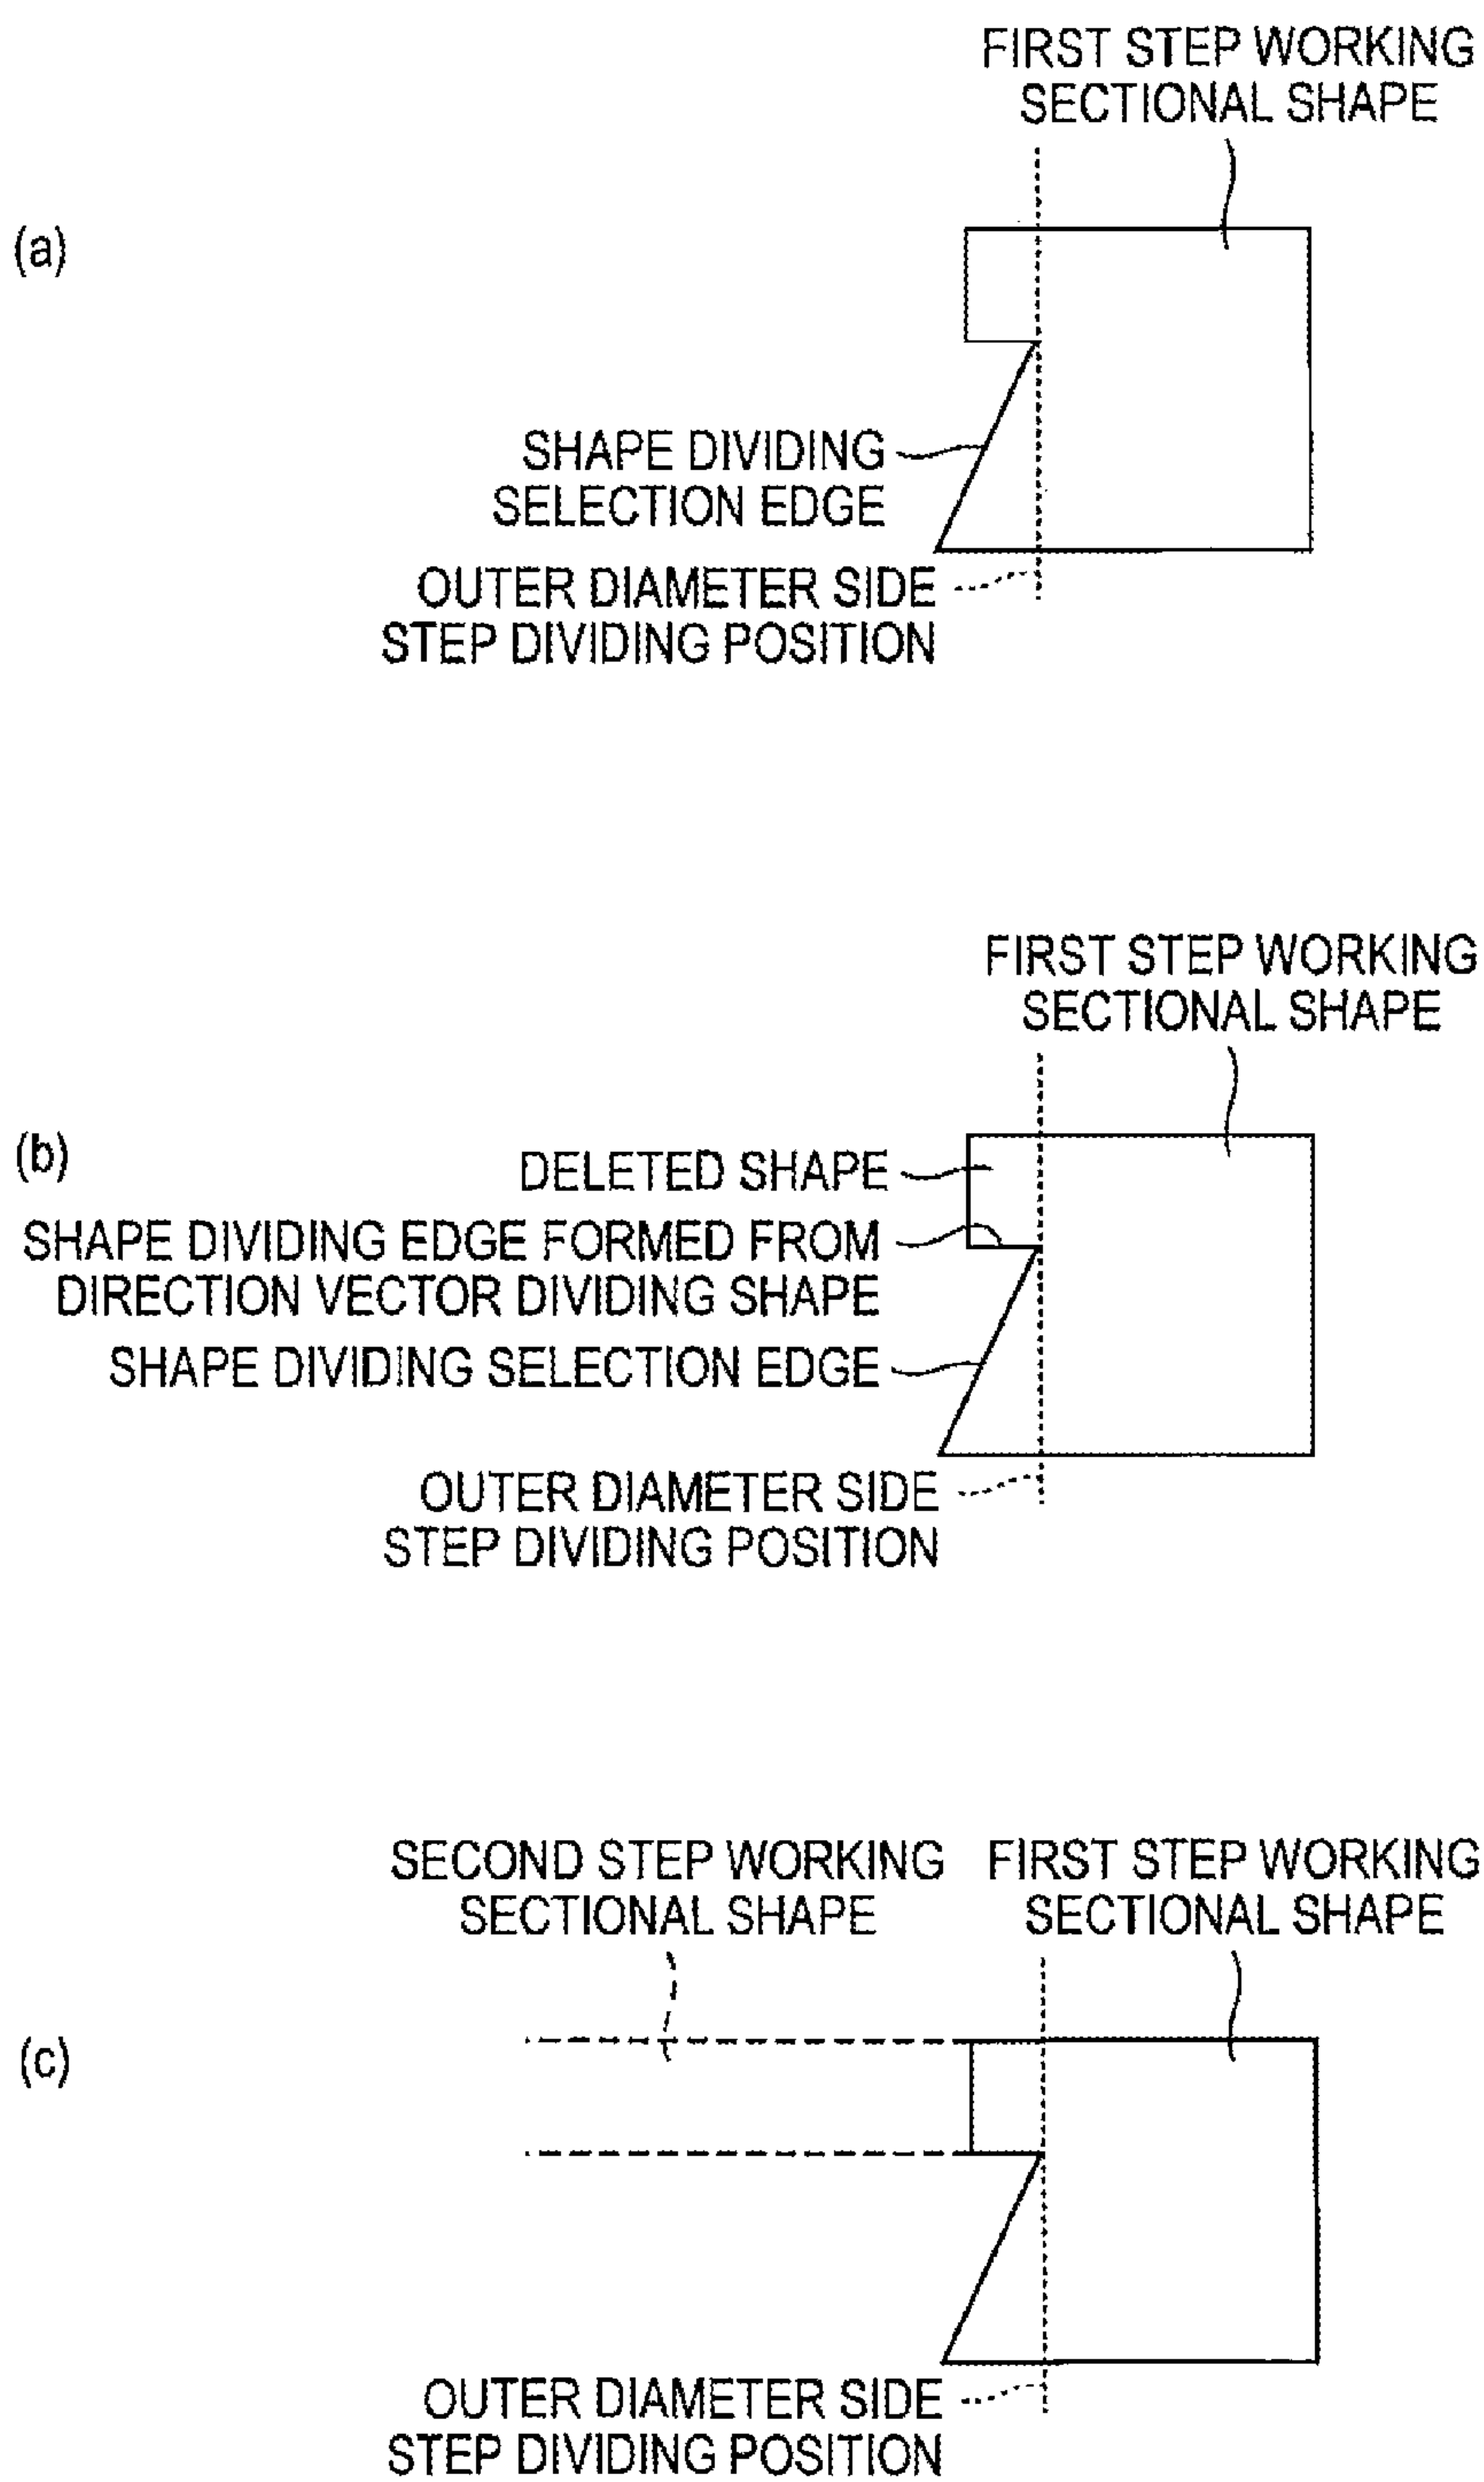 FIRST STEP WORKING
SECTIONAL SHAPE
(a)
SHAPE DIVIDING
SELECTION EDGE
OUTER DIAMETER SIDE
STEP DIVIDING POSITION
FIRST STEP WORKING
SECTIONAL SHAPE
(b)
DELETED SHAPE
SHAPE DIVIDING EDGE FORMED FROM
DIRECTION VECTOR DIVIDING SHAPE
SHAPE DIVIDING SELECTION EDGE
OUTER DIAMETER SIDE
STEP DIVIDING POSITION
SECOND STEP WORKING
SECTIONAL SHAPE
FIRST STEP WORKING
SECTIONAL SHAPE
(c)
OUTER DIAMETER SIDE
STEP DIVIDING POSITION